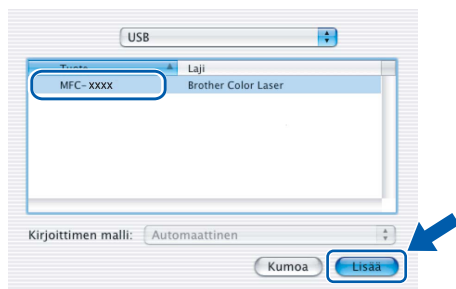 USB
Tuote Laji
MFC-XXXX Brother Color Laser
Kirjoittimen malli: Automaattinen
Kumoa Lisää